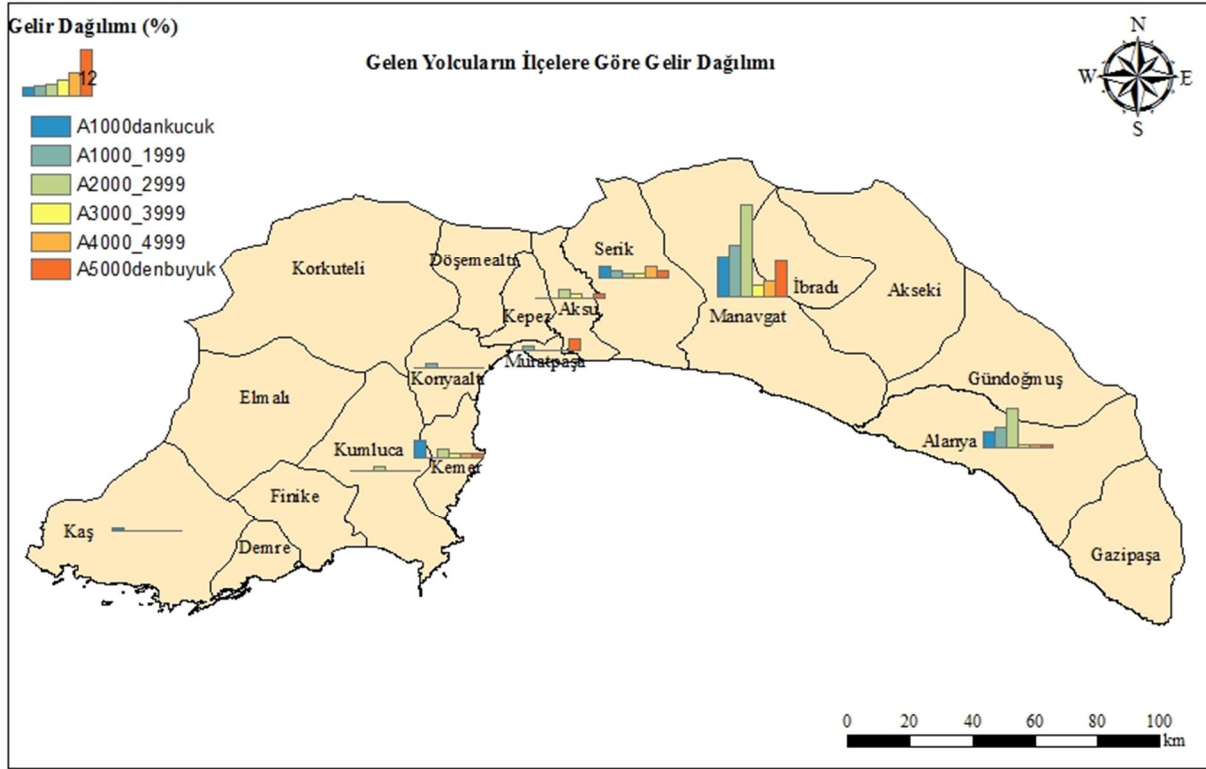 Gelir Dağılımı (%)
12
A1000dankucuk
A1000_1999
A2000_2999
A3000_3999
A4000_4999
A5000denbuyuk
Gelen Yolcuların İlçelere Göre Gelir Dağılımı
N
W
E
S
Korkuteli
Döşemealtı
Serik
Kepez
Aksu
Manavgat
İbradı
Akseki
Muratpaşa
Konyaaltı
Elmalı
Gündoğmuş
Kumluca
Kemer
Alanya
Finike
Kaş
Demre
Gazipaşa
0 20 40 60 80 100
km